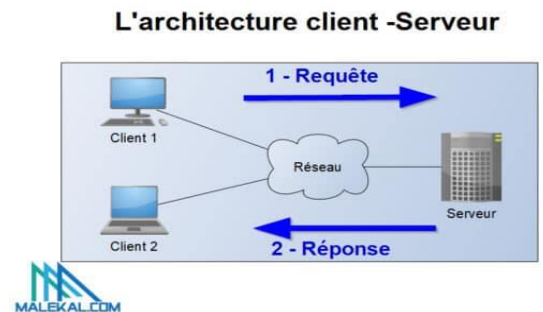 L'architecture client -Serveur
1 - Requête
Client 1
Réseau
Serveur
Client 2
2 - Réponse
MALEKAL.COM